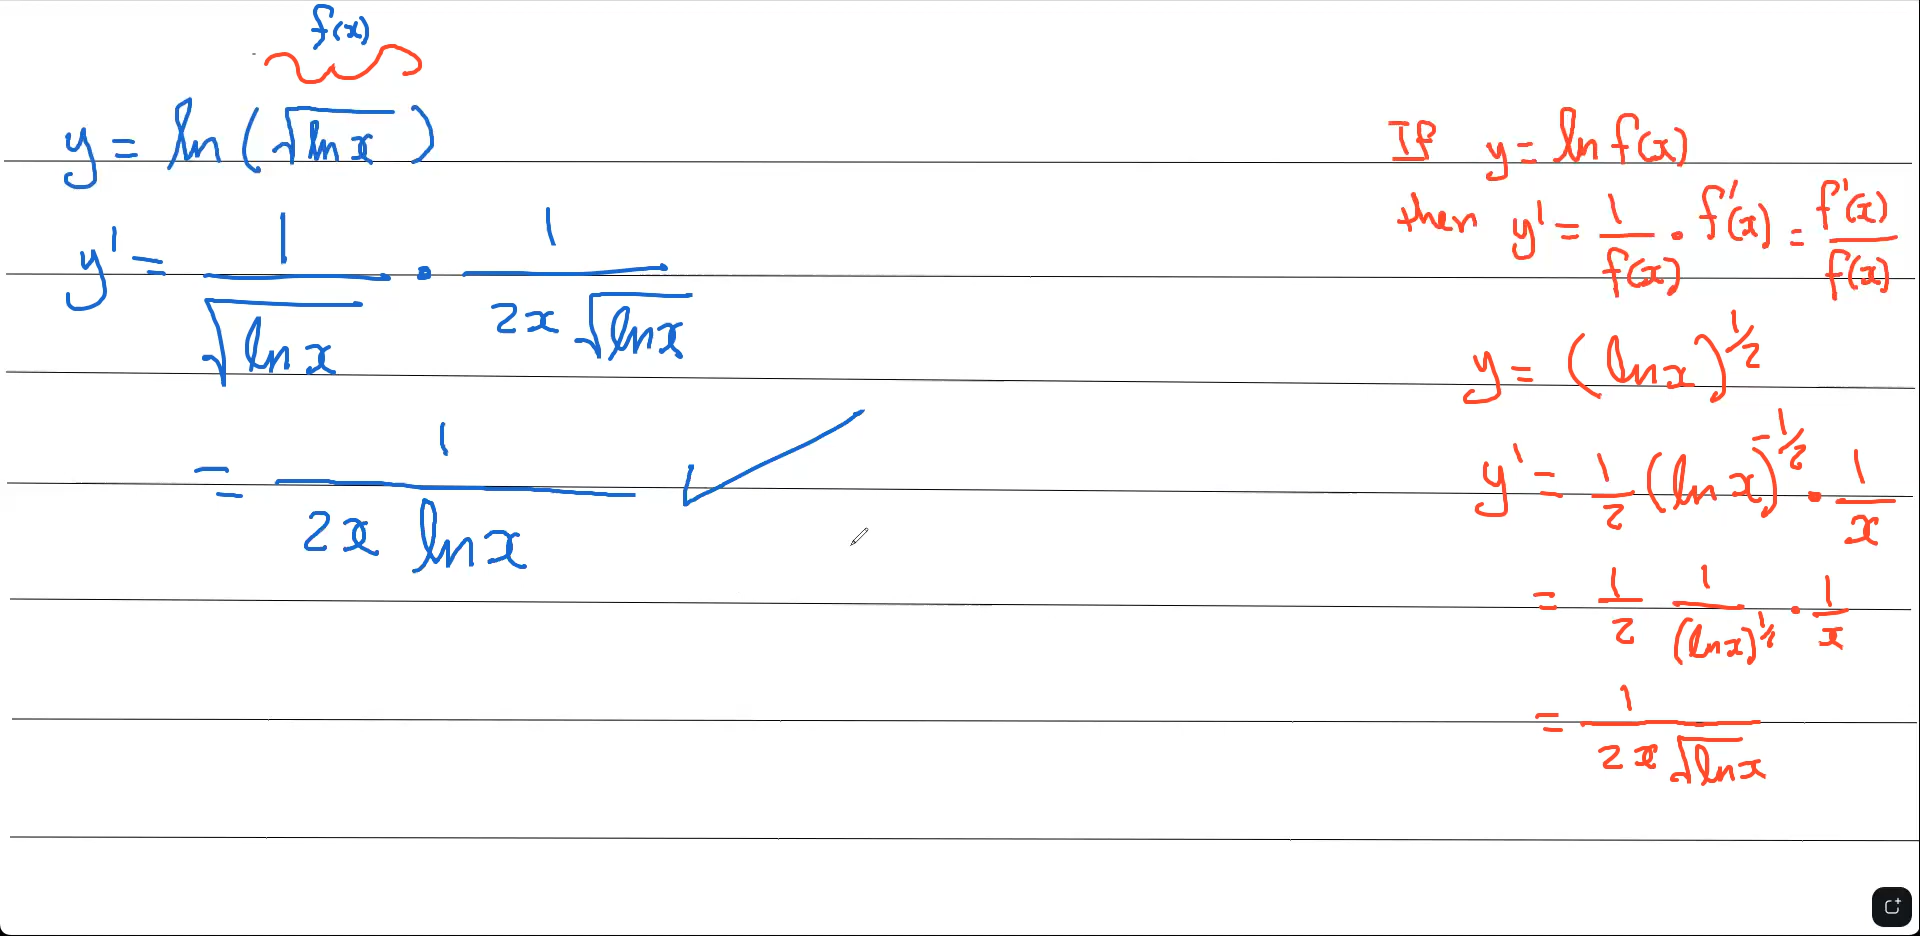 f(x)
y = ln(√(ln x))
y' = 1/√(ln x) · 1/(2x √(ln x))
= 1/(2x ln x) ✓
If y = ln f(x)
then y' = 1/f(x) · f'(x) = f'(x)/f(x)
y = (ln x)^(1/2)
y' = 1/2 (ln x)^(-1/2) · 1/x
= 1/2 1/(ln x)^(1/2) · 1/x
= 1/(2x √(ln x))